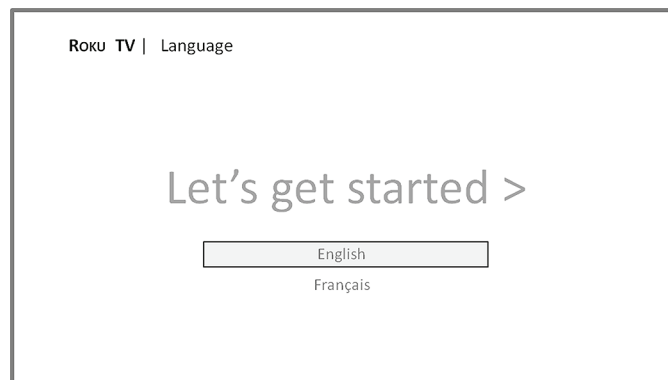 ROKU TV | Language
Let's get started >
English
Français